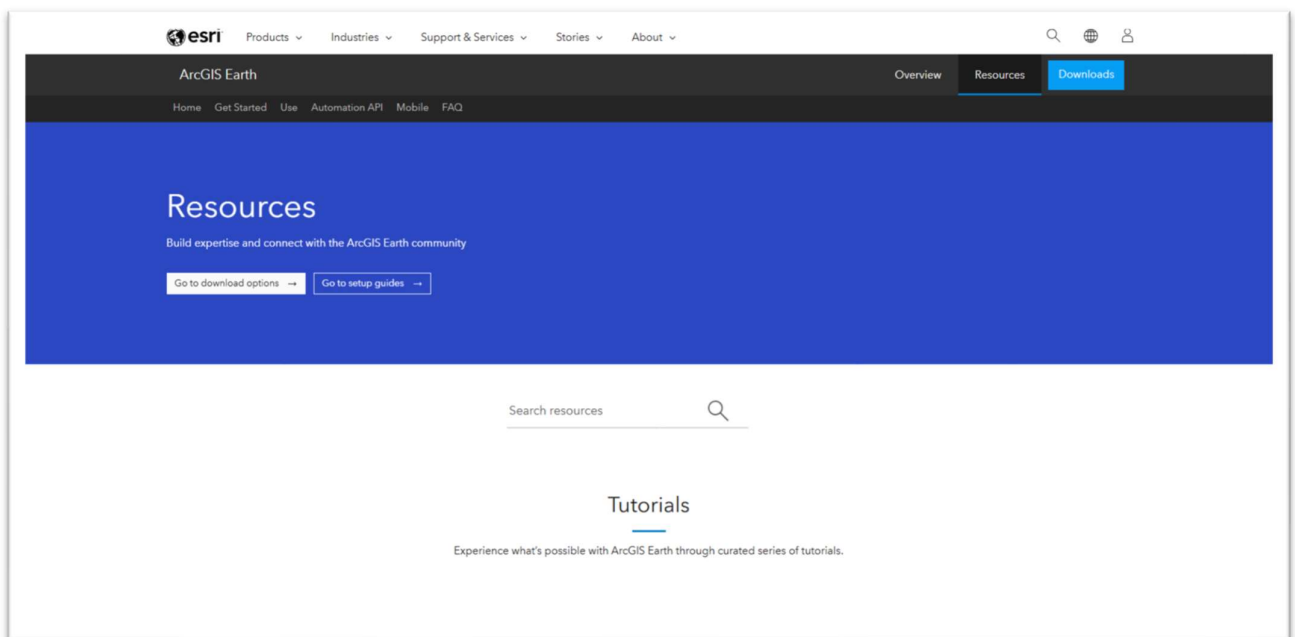 esri Products Industries Support & Services Stories About
ArcGIS Earth Overview Resources Downloads
Home Get Started Use Automation API Mobile FAQ
Resources
Build expertise and connect with the ArcGIS Earth community
Go to download options → Go to setup guides →
Search resources
Tutorials
Experience what's possible with ArcGIS Earth through curated series of tutorials.